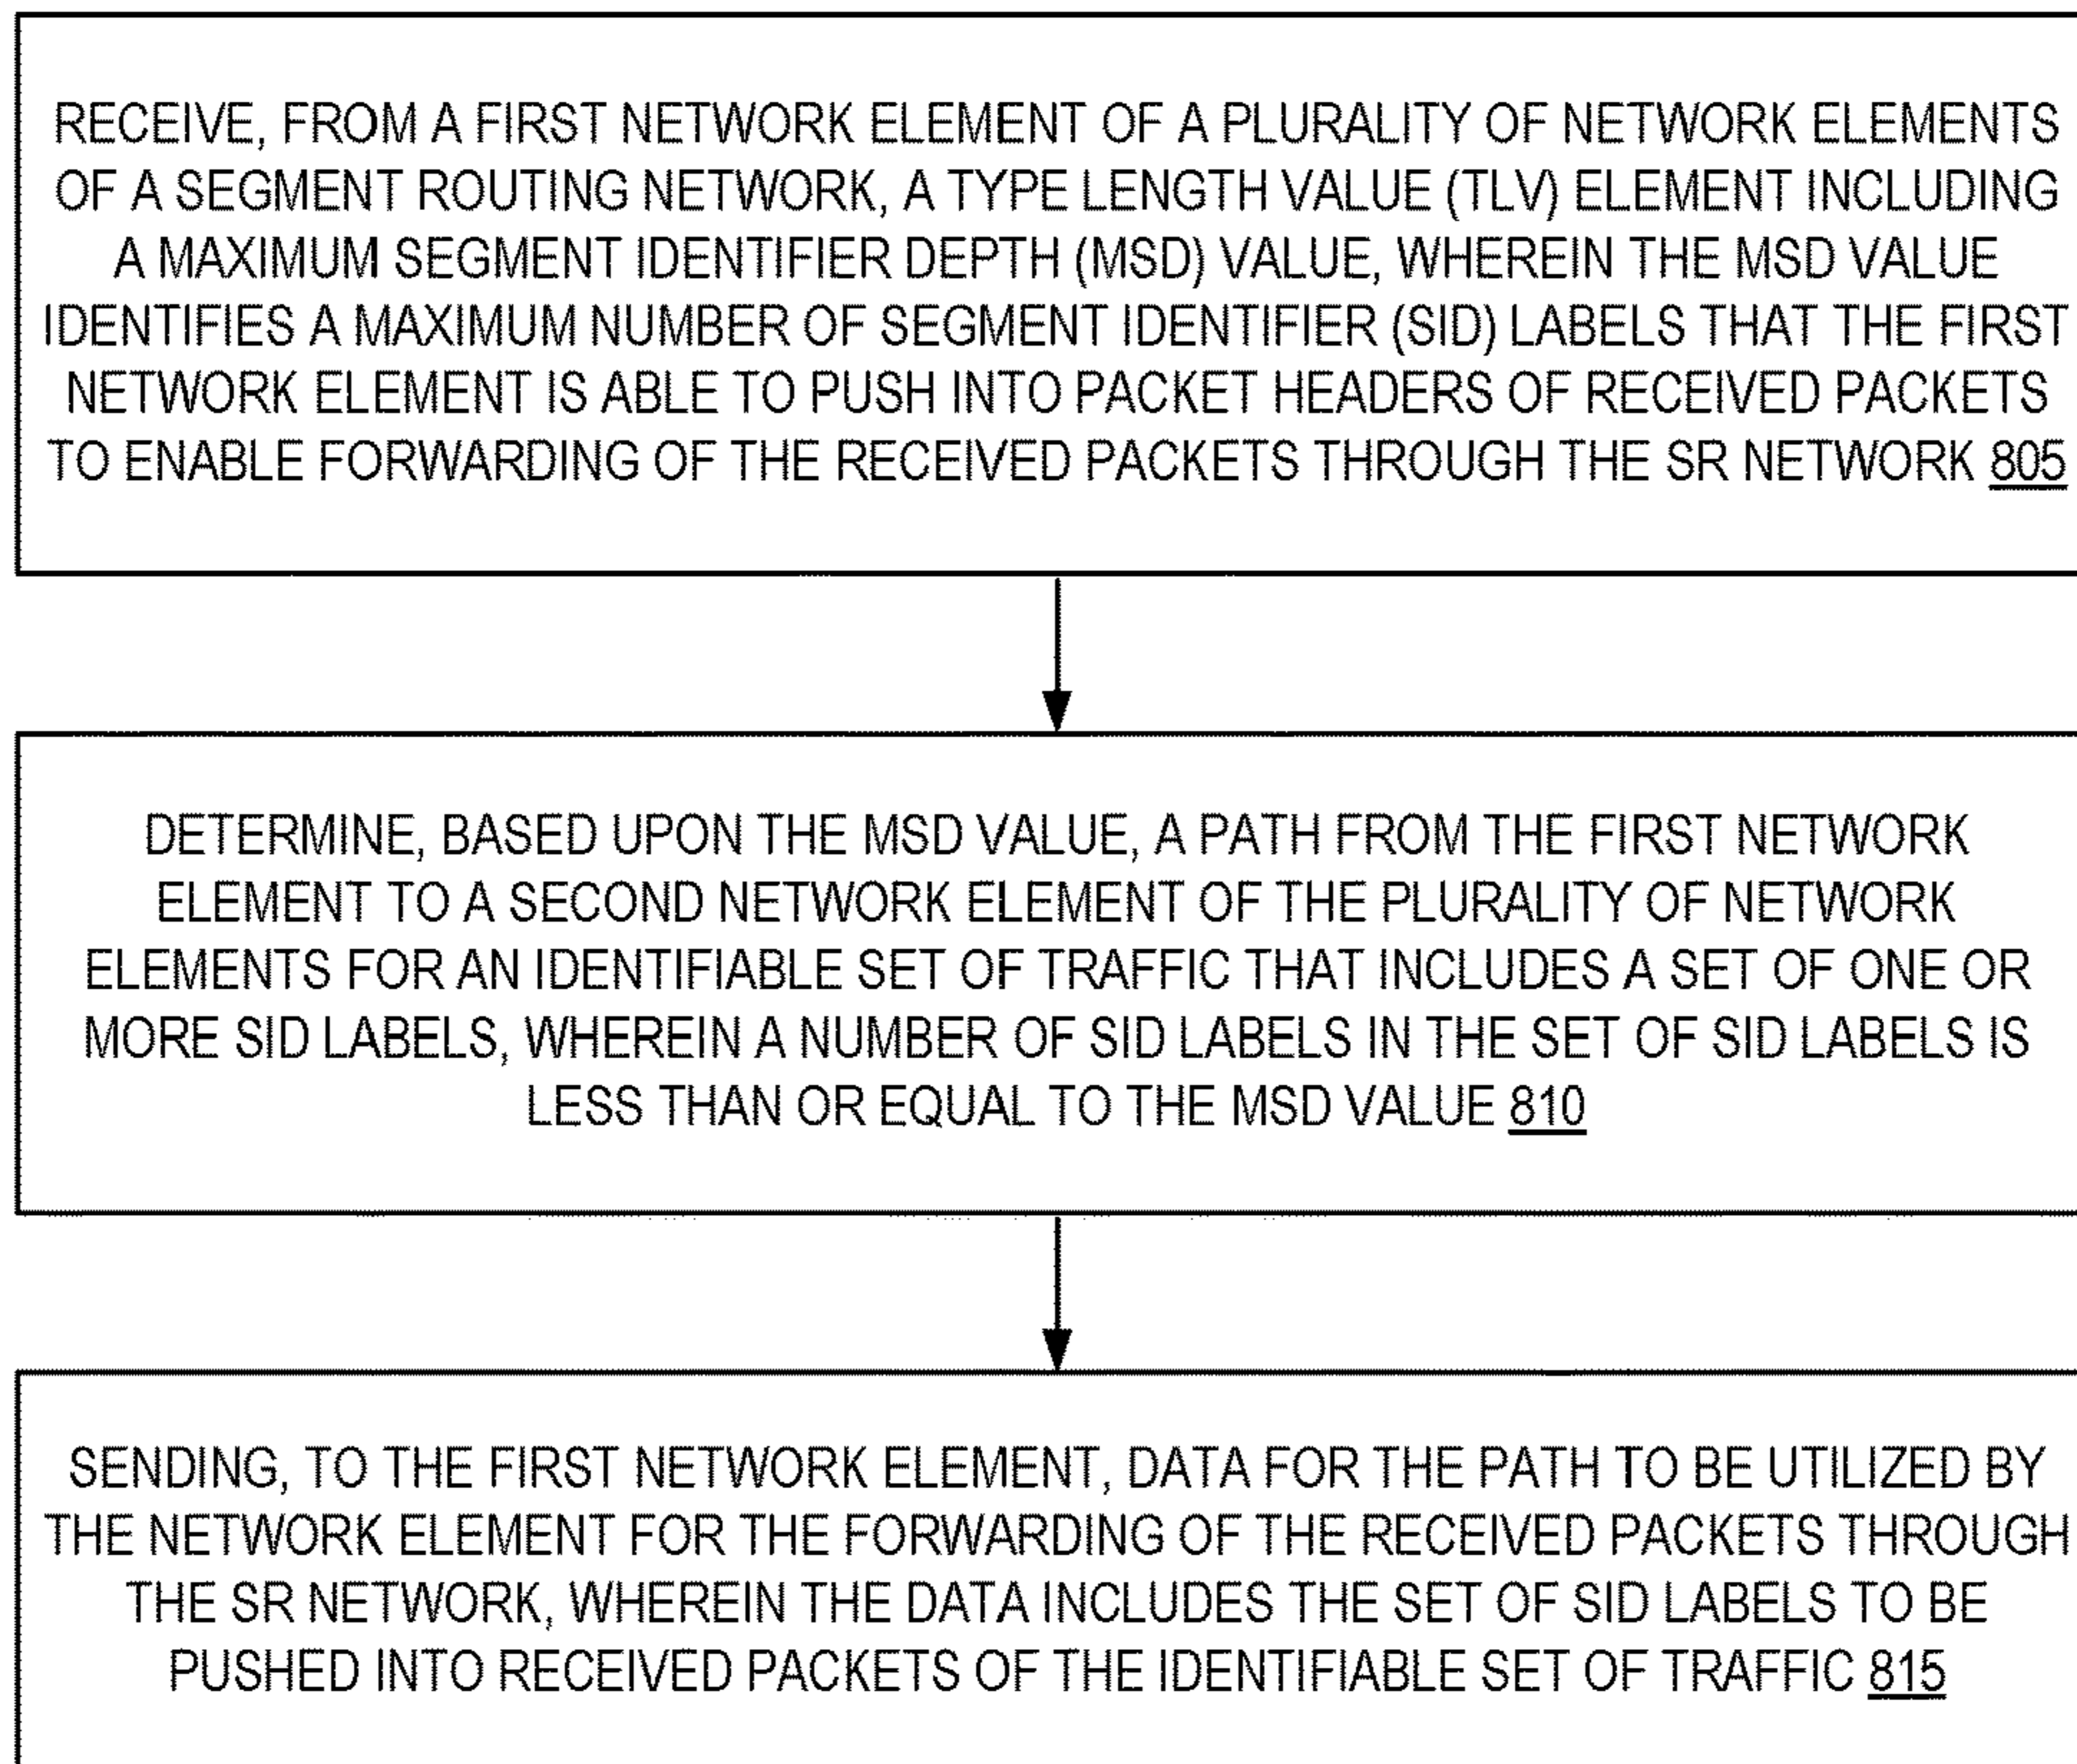 RECEIVE, FROM A FIRST NETWORK ELEMENT OF A PLURALITY OF NETWORK ELEMENTS
OF A SEGMENT ROUTING NETWORK, A TYPE LENGTH VALUE (TLV) ELEMENT INCLUDING
A MAXIMUM SEGMENT IDENTIFIER DEPTH (MSD) VALUE, WHEREIN THE MSD VALUE
IDENTIFIES A MAXIMUM NUMBER OF SEGMENT IDENTIFIER (SID) LABELS THAT THE FIRST
NETWORK ELEMENT IS ABLE TO PUSH INTO PACKET HEADERS OF RECEIVED PACKETS
TO ENABLE FORWARDING OF THE RECEIVED PACKETS THROUGH THE SR NETWORK 805
DETERMINE, BASED UPON THE MSD VALUE, A PATH FROM THE FIRST NETWORK
ELEMENT TO A SECOND NETWORK ELEMENT OF THE PLURALITY OF NETWORK
ELEMENTS FOR AN IDENTIFIABLE SET OF TRAFFIC THAT INCLUDES A SET OF ONE OR
MORE SID LABELS, WHEREIN A NUMBER OF SID LABELS IN THE SET OF SID LABELS IS
LESS THAN OR EQUAL TO THE MSD VALUE 810
SENDING, TO THE FIRST NETWORK ELEMENT, DATA FOR THE PATH TO BE UTILIZED BY
THE NETWORK ELEMENT FOR THE FORWARDING OF THE RECEIVED PACKETS THROUGH
THE SR NETWORK, WHEREIN THE DATA INCLUDES THE SET OF SID LABELS TO BE
PUSHED INTO RECEIVED PACKETS OF THE IDENTIFIABLE SET OF TRAFFIC 815